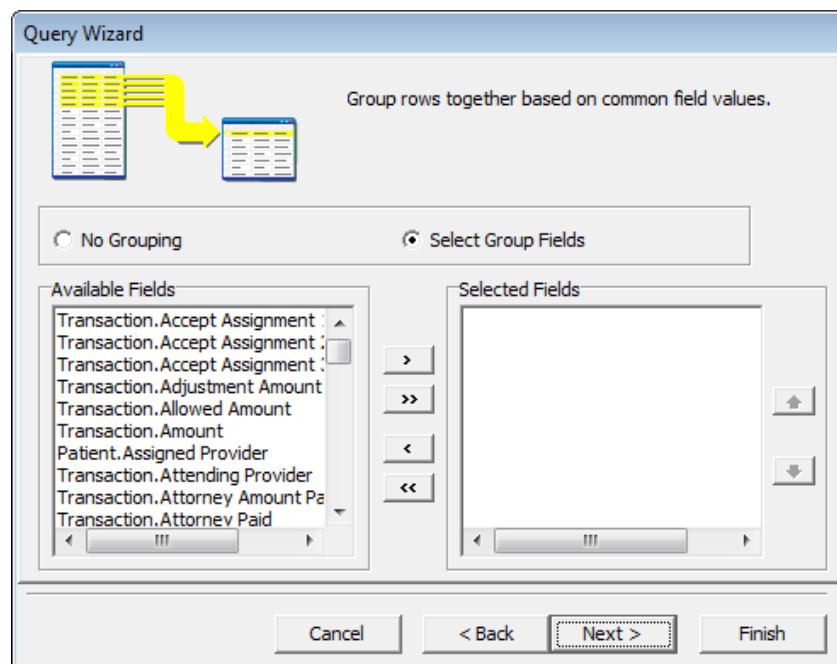 Query Wizard
Group rows together based on common field values.
No Grouping
Select Group Fields
Available Fields
Transaction.Accept Assignment
Transaction.Accept Assignment
Transaction.Accept Assignment
Transaction.Adjustment Amount
Transaction.Allowed Amount
Transaction.Amount
Patient.Assigned Provider
Transaction.Attending Provider
Transaction.Attorney Amount Pa
Transaction.Attorney Paid
>
>>
<
<<
Selected Fields
Cancel
< Back
Next >
Finish